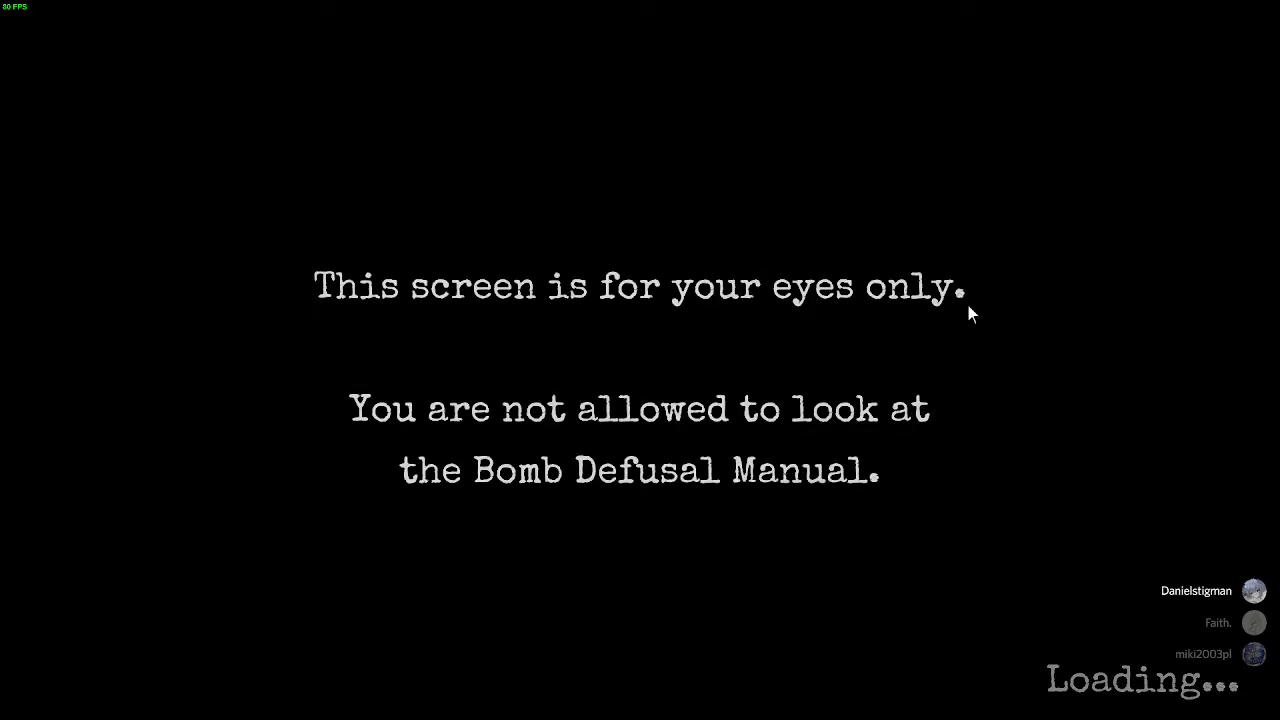 80 FPS
This screen is for your eyes only.
You are not allowed to look at
the Bomb Defusal Manual.
Danielstigman
Faith.
miki2003pl
Loading...